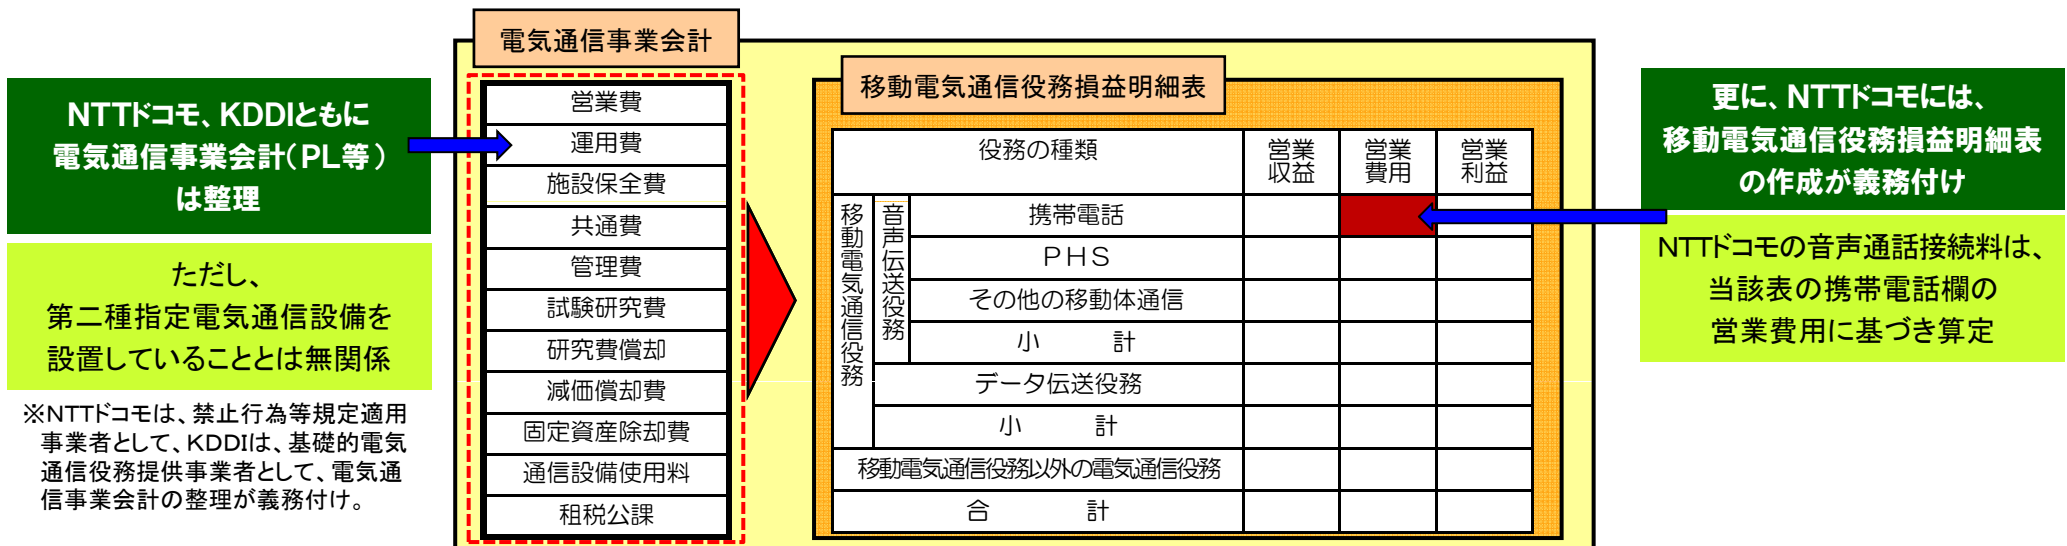 電気通信事業会計
NTTドコモ、KDDIともに
電気通信事業会計(PL等)
は整理
ただし、
第二種指定電気通信設備を
設置していることとは無関係
※NTTドコモは、禁止行為等規定適用
事業者として、KDDIは、基礎的電気
通信役務提供事業者として、電気通
信事業会計の整理が義務付け。
営業費
運用費
施設保全費
共通費
管理費
試験研究費
研究費償却
減価償却費
固定資産除却費
通信設備使用料
租税公課
移動電気通信役務損益明細表
役務の種類
営業
収益
営業
費用
営業
利益
移動電気通信役務
音声伝送役務
携帯電話
PHS
その他の移動体通信
小 計
データ伝送役務
小 計
移動電気通信役務以外の電気通信役務
合 計
更に、NTTドコモには、
移動電気通信役務損益明細表
の作成が義務付け
NTTドコモの音声通話接続料は、
当該表の携帯電話欄の
営業費用に基づき算定